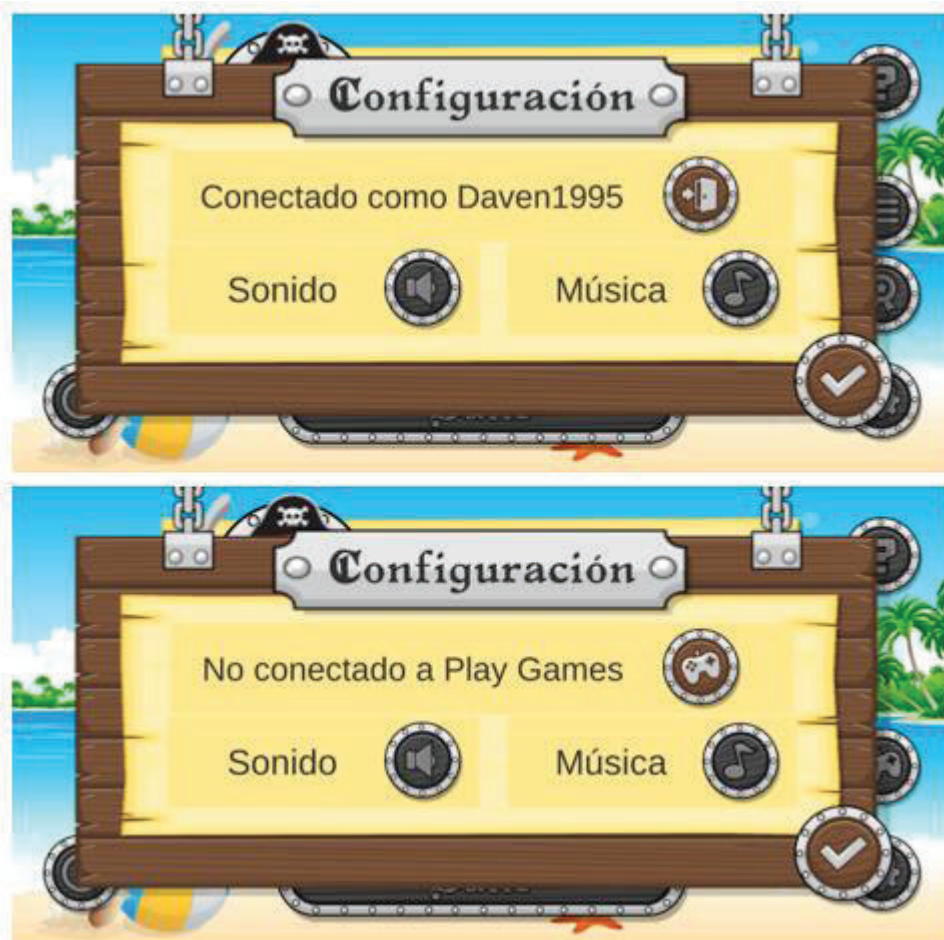 Configuración
Conectado como Daven1995
Sonido
Música
Configuración
No conectado a Play Games
Sonido
Música